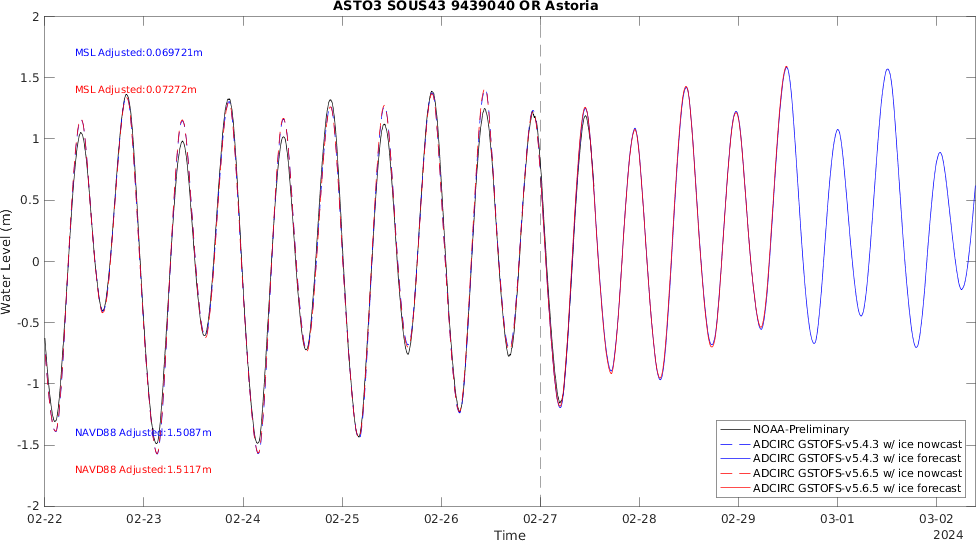 ASTO3 SOUS43 9439040 OR Astoria
2
1.5
1
0.5
0
-0.5
-1
-1.5
-2
Water Level (m)
MSL Adjusted:0.069721m
MSL Adjusted:0.07272m
NAVD88 Adjusted:1.5087m
NAVD88 Adjusted:1.5117m
NOAA-Preliminary
ADCIRC GSTOFS-v5.4.3 w/ ice nowcast
ADCIRC GSTOFS-v5.4.3 w/ ice forecast
ADCIRC GSTOFS-v5.6.5 w/ ice nowcast
ADCIRC GSTOFS-v5.6.5 w/ ice forecast
02-22 02-23 02-24 02-25 02-26 02-27 02-28 02-29 03-01 03-02
Time
2024